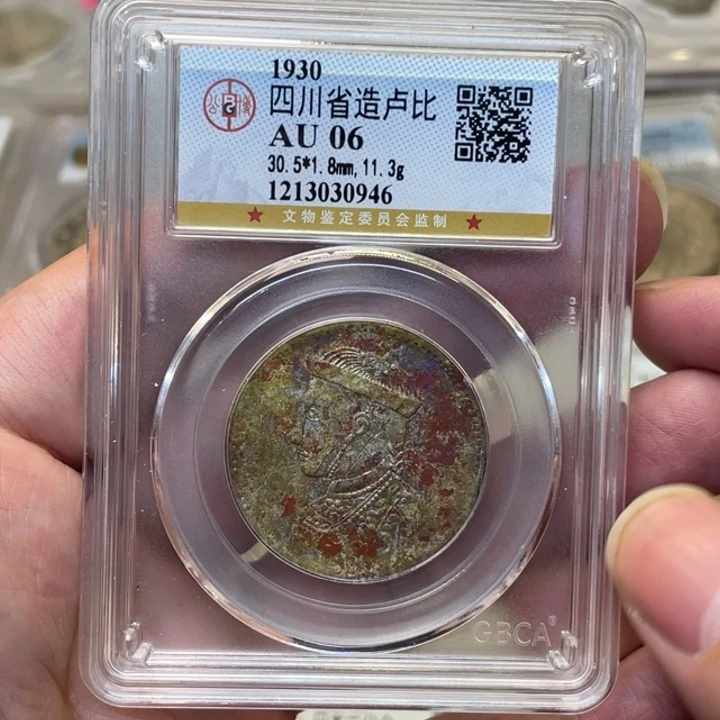 1930
四川省造卢比
AU 06
30.5*1.8mm,11.3g
1213030946
★ 文物鉴定委员会监制 ★
GBCA®